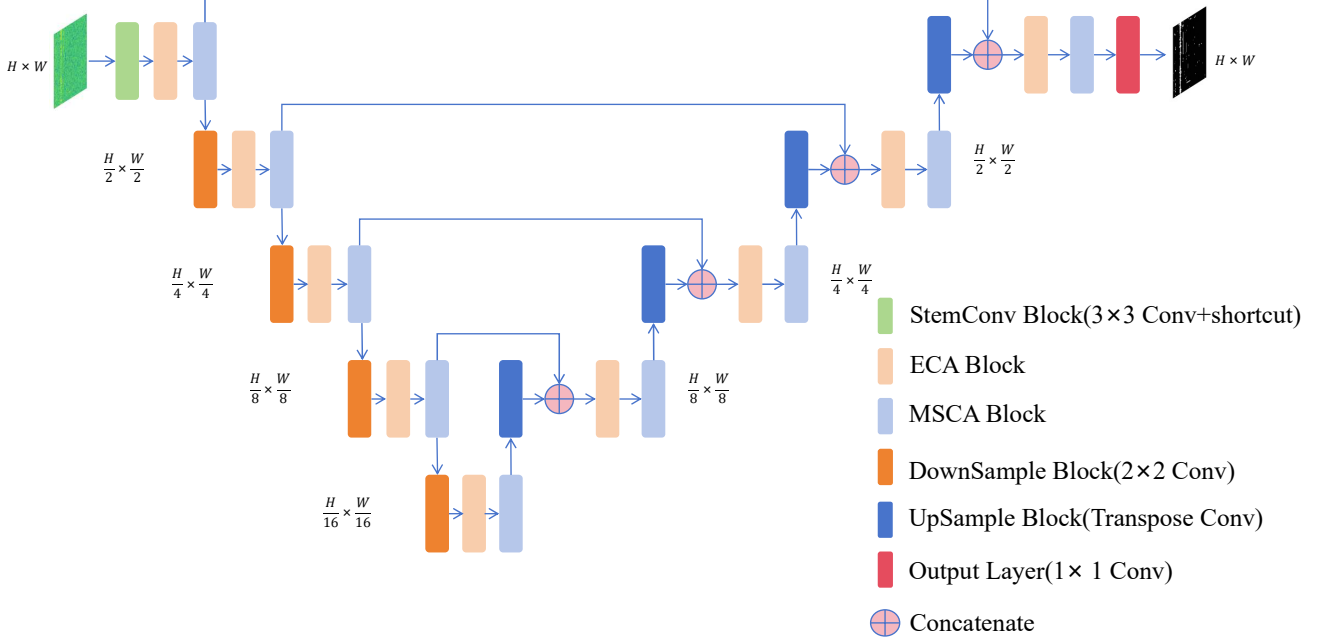 H × W
H × W
H/2 × W/2
H/2 × W/2
H/4 × W/4
H/4 × W/4
StemConv Block(3×3 Conv+shortcut)
ECA Block
H/8 × W/8
H/8 × W/8
MSCA Block
DownSample Block(2×2 Conv)
H/16 × W/16
UpSample Block(Transpose Conv)
Output Layer(1× 1 Conv)
Concatenate